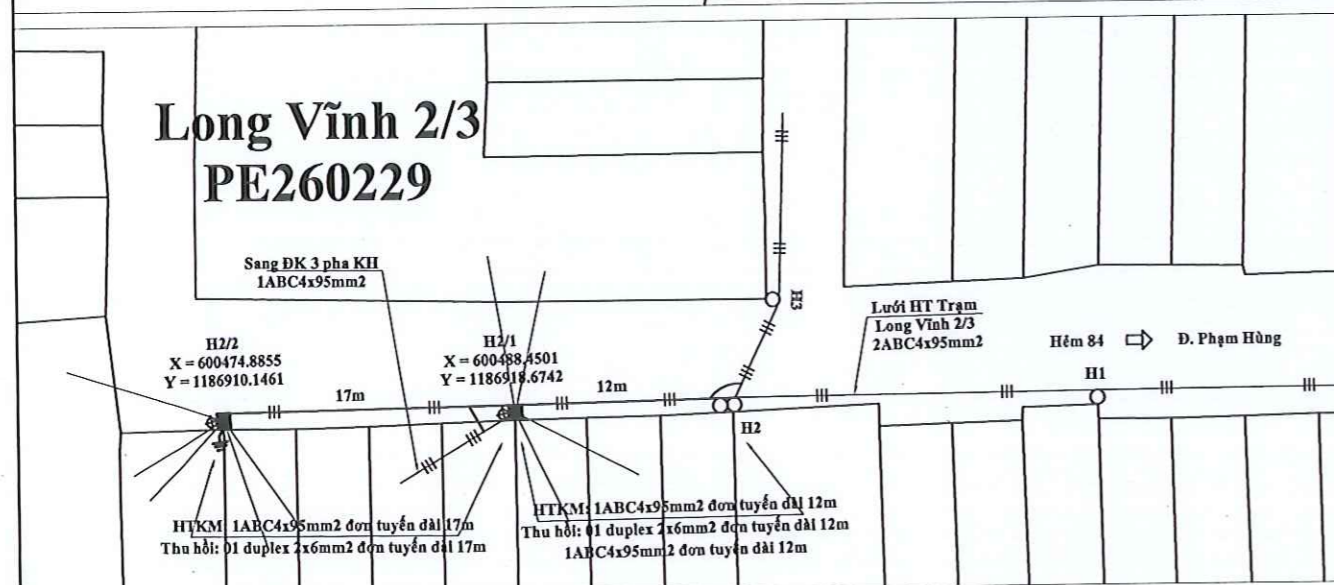 Long Vĩnh 2/3
PE260229
Sang ĐK 3 pha KH
1ABC4x95mm2
H3
Lưới HT Trạm
Long Vĩnh 2/3
2ABC4x95mm2
Hẻm 84
Đ. Phạm Hùng
H2/2
X = 600474.8855
Y = 1186910.1461
H2/1
X = 600488.4501
Y = 1186918.6742
17m
12m
H1
H2
HTKM: 1ABC4x95mm2 đơn tuyến dài 17m
Thu hồi: 01 duplex 2x6mm2 đơn tuyến dài 17m
HTKM: 1ABC4x95mm2 đơn tuyến dài 12m
Thu hồi: 01 duplex 2x6mm2 đơn tuyến dài 12m
1ABC4x95mm2 đơn tuyến dài 12m